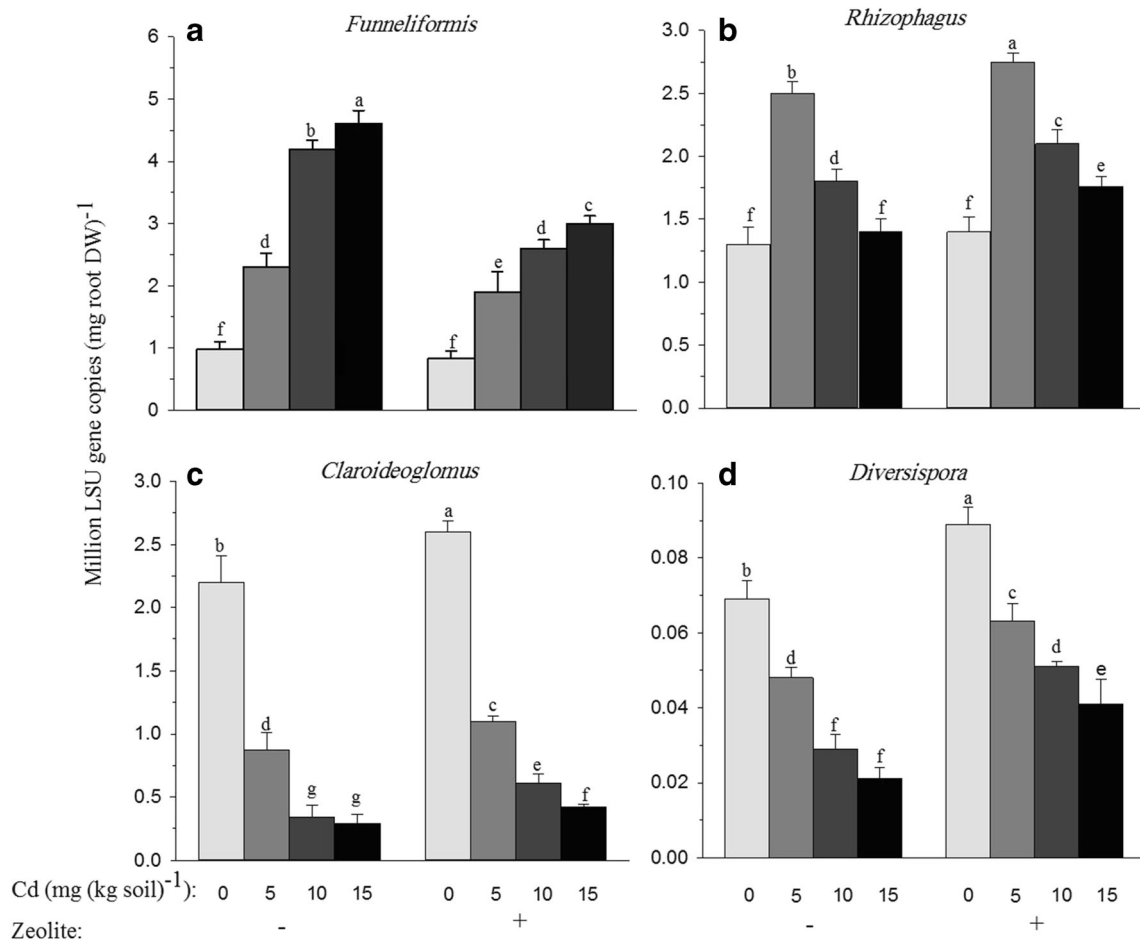 a Funneliformis
6
5
4
3
2
1
0
f
d
b
a
f
e
d
c
b Rhizophagus
3.0
2.5
2.0
1.5
1.0
0.5
0.0
f
b
d
f
f
a
c
e
Million LSU gene copies (mg root DW)-1
c Claroideoglomus
3.0
2.5
2.0
1.5
1.0
0.5
0.0
b
d
g
g
a
c
e
f
d Diversispora
0.10
0.08
0.06
0.04
0.02
0.00
b
d
f
f
a
c
d
e
Cd (mg (kg soil)-1): 0 5 10 15 0 5 10 15 0 5 10 15 0 5 10 15
Zeolite: - + - +